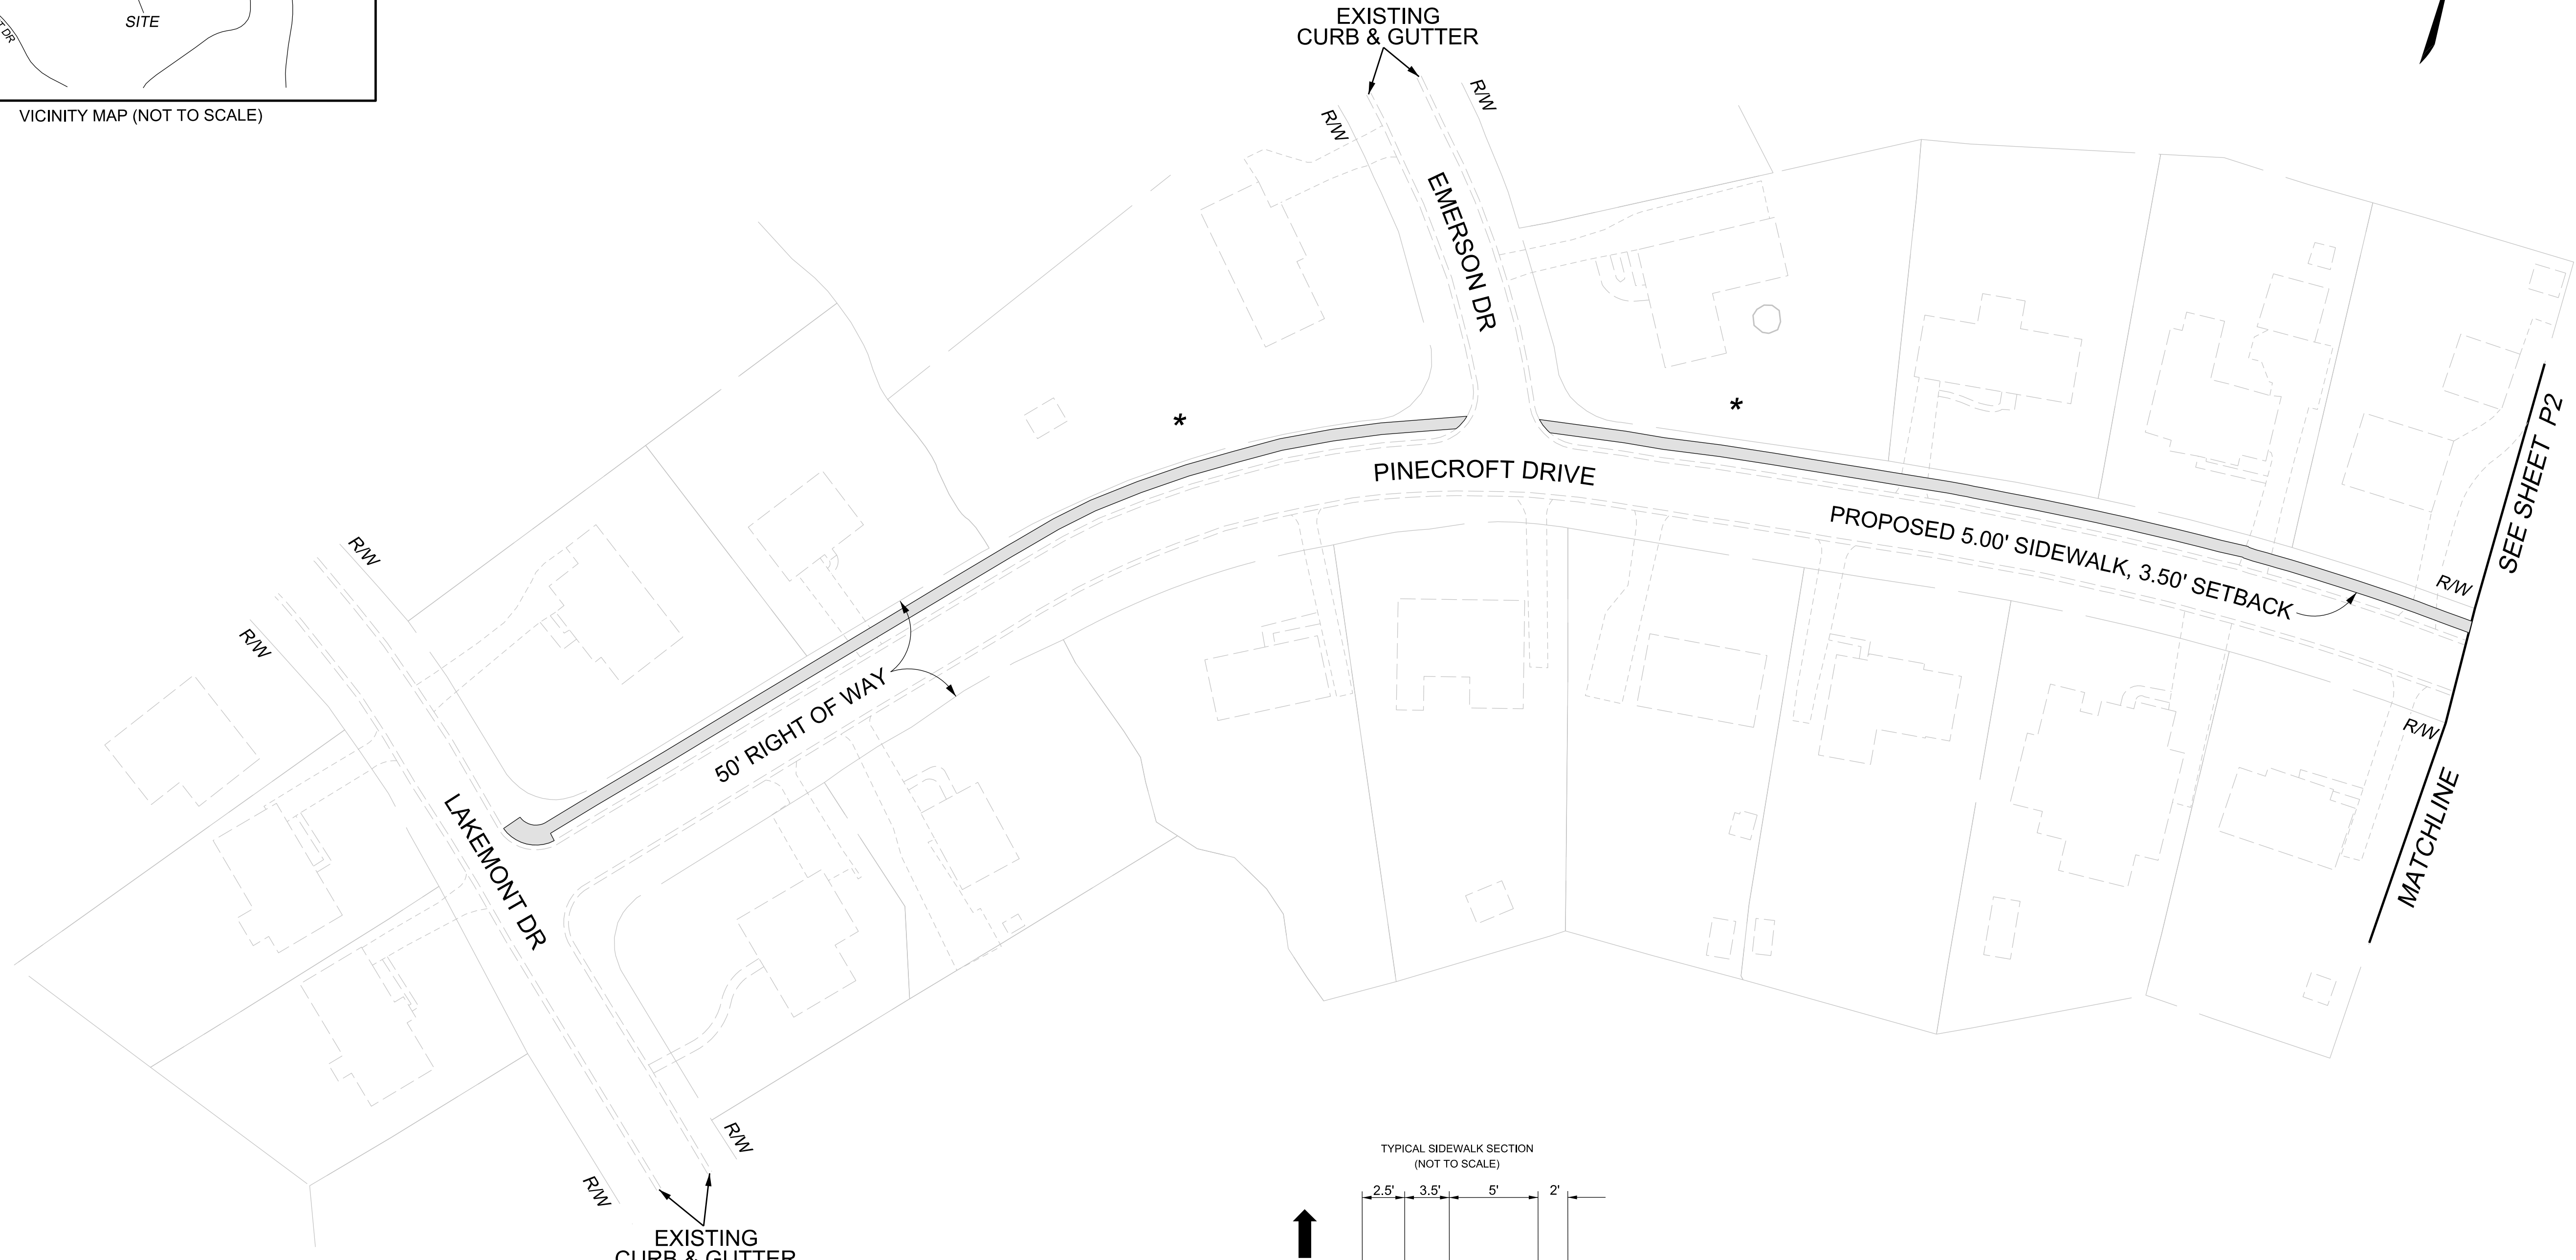 SITE
VICINITY MAP (NOT TO SCALE)
EXISTING
CURB & GUTTER
R/W
R/W
EMERSON DR
*
*
PINECROFT DRIVE
PROPOSED 5.00' SIDEWALK, 3.50' SETBACK
SEE SHEET P2
R/W
R/W
MATCHLINE
R/W
R/W
50' RIGHT OF WAY
LAKEMONT DR
R/W
R/W
EXISTING
CURB & GUTTER
TYPICAL SIDEWALK SECTION
(NOT TO SCALE)
2.5' 3.5' 5' 2'